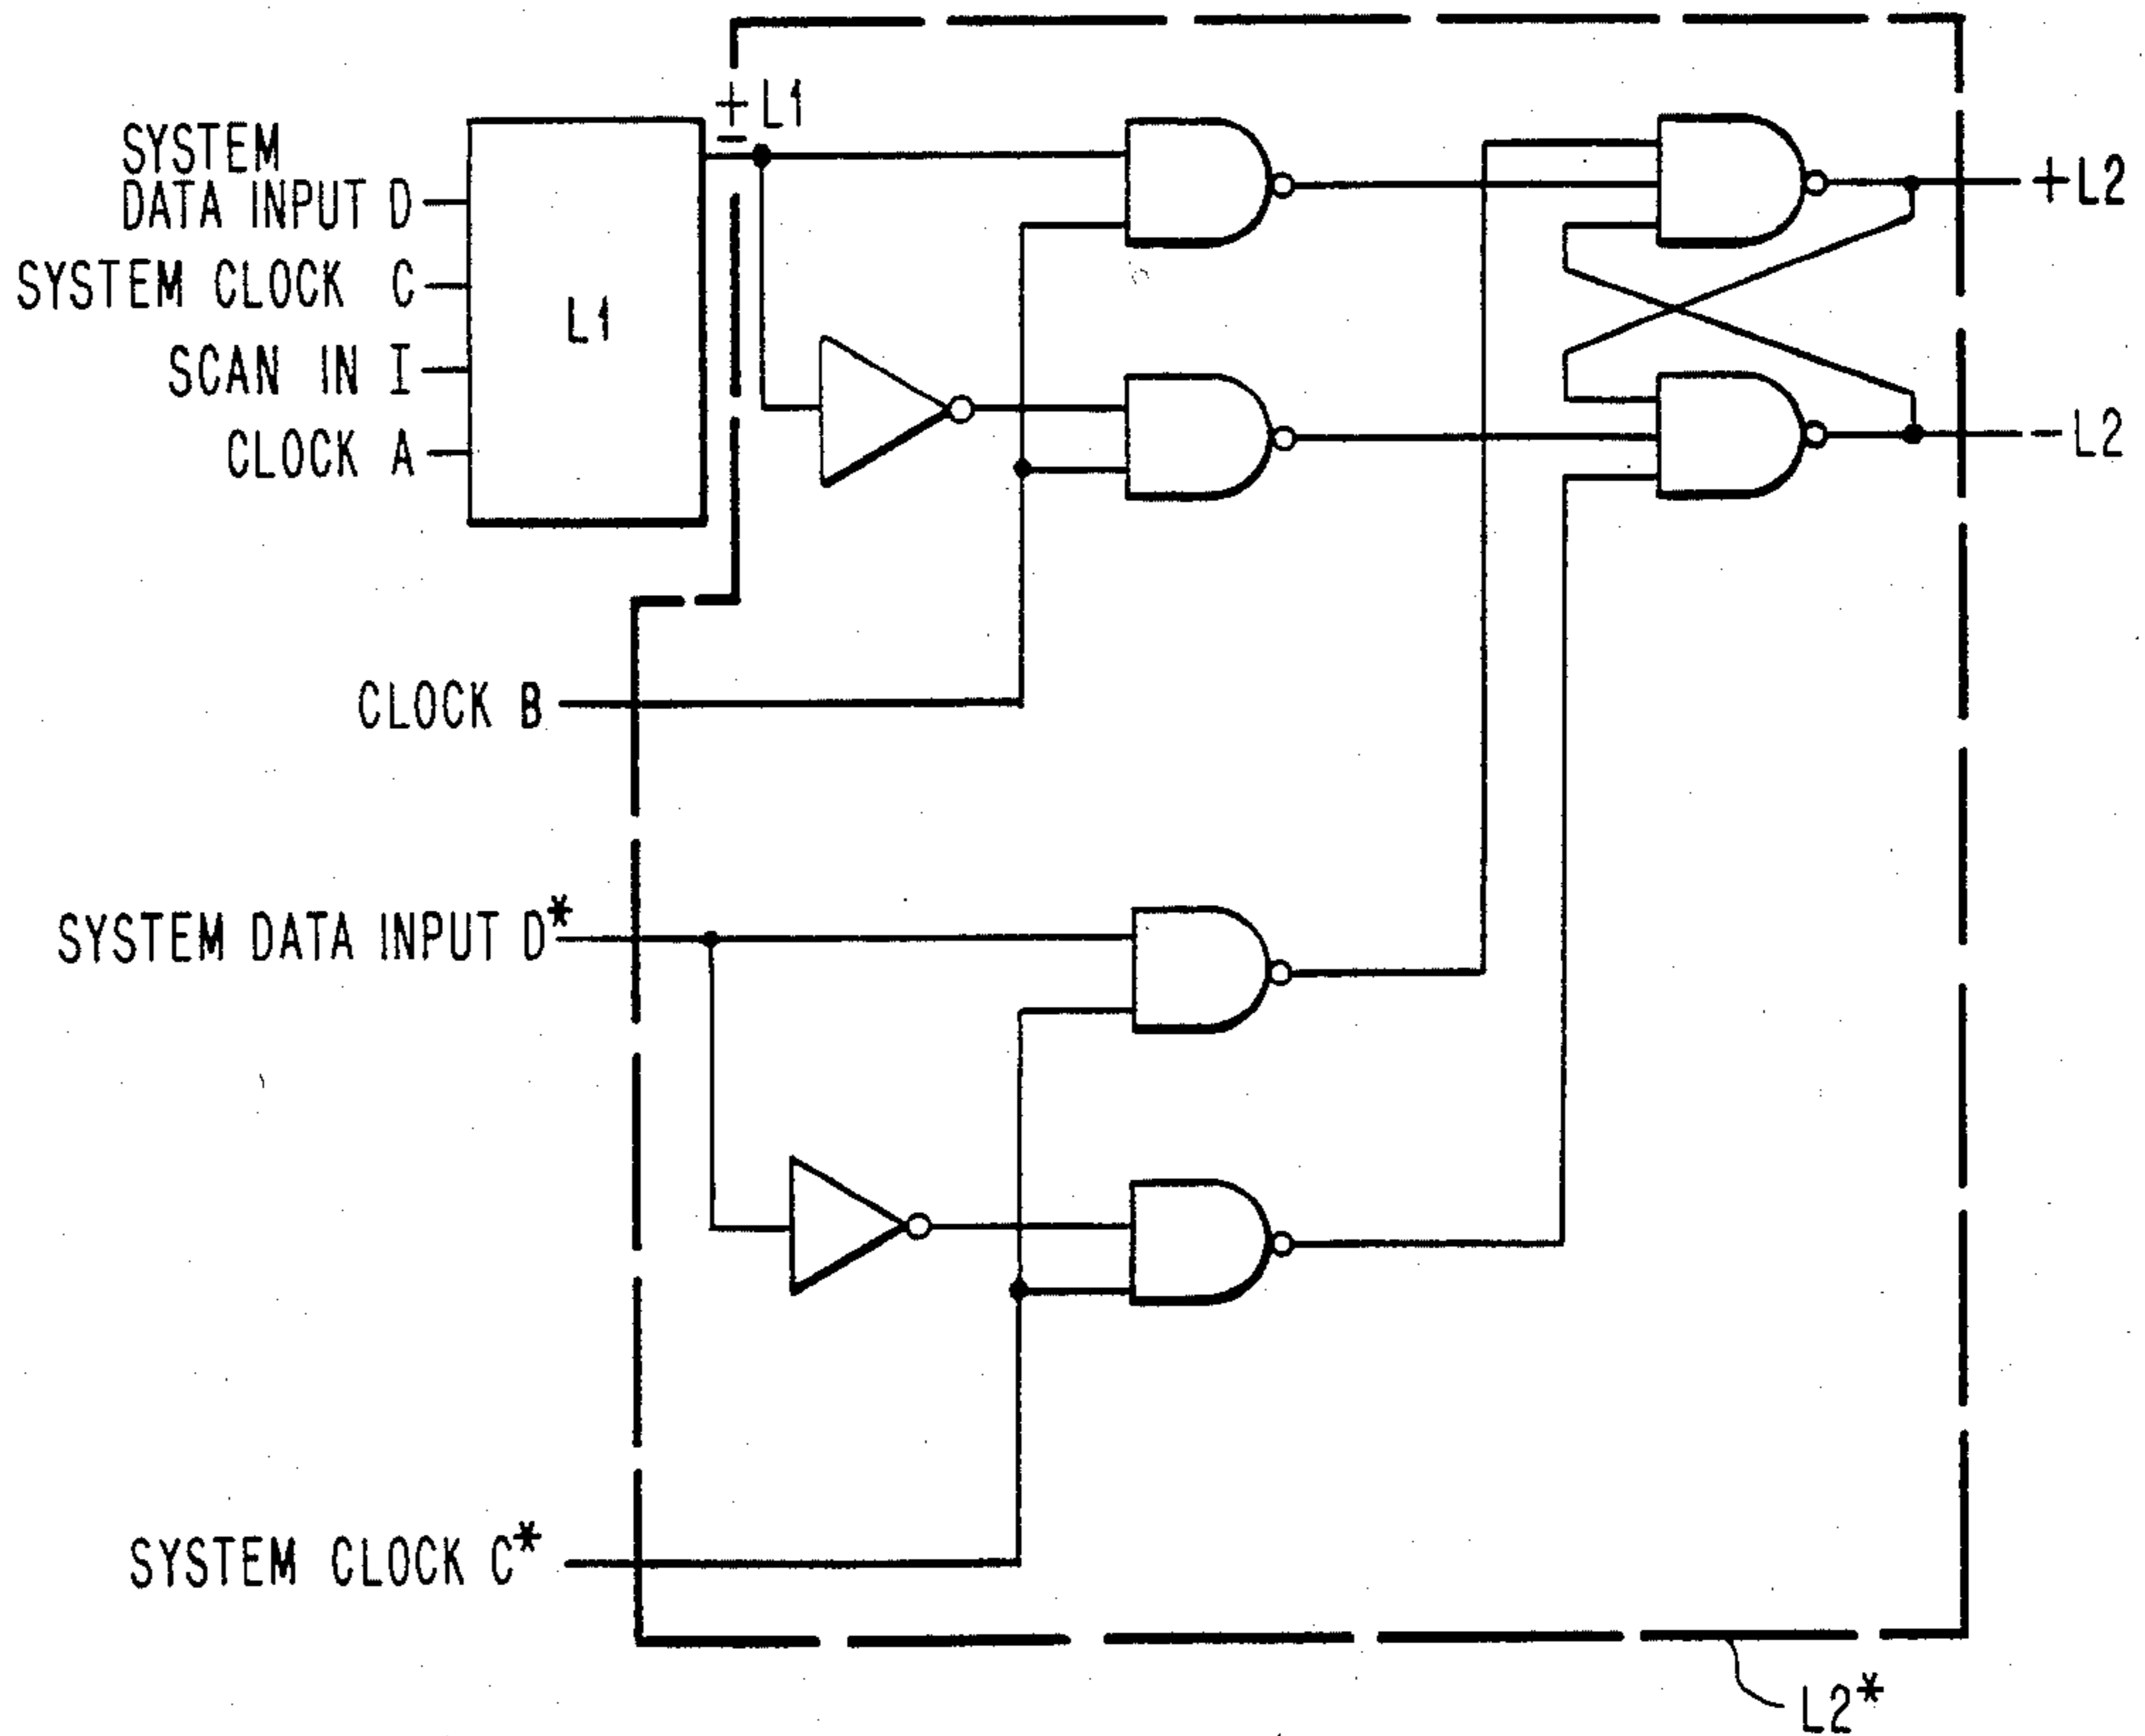 ± L1
SYSTEM
DATA INPUT D
SYSTEM CLOCK C
SCAN IN I
CLOCK A
L1
+L2
-L2
CLOCK B
SYSTEM DATA INPUT D*
SYSTEM CLOCK C*
L2*